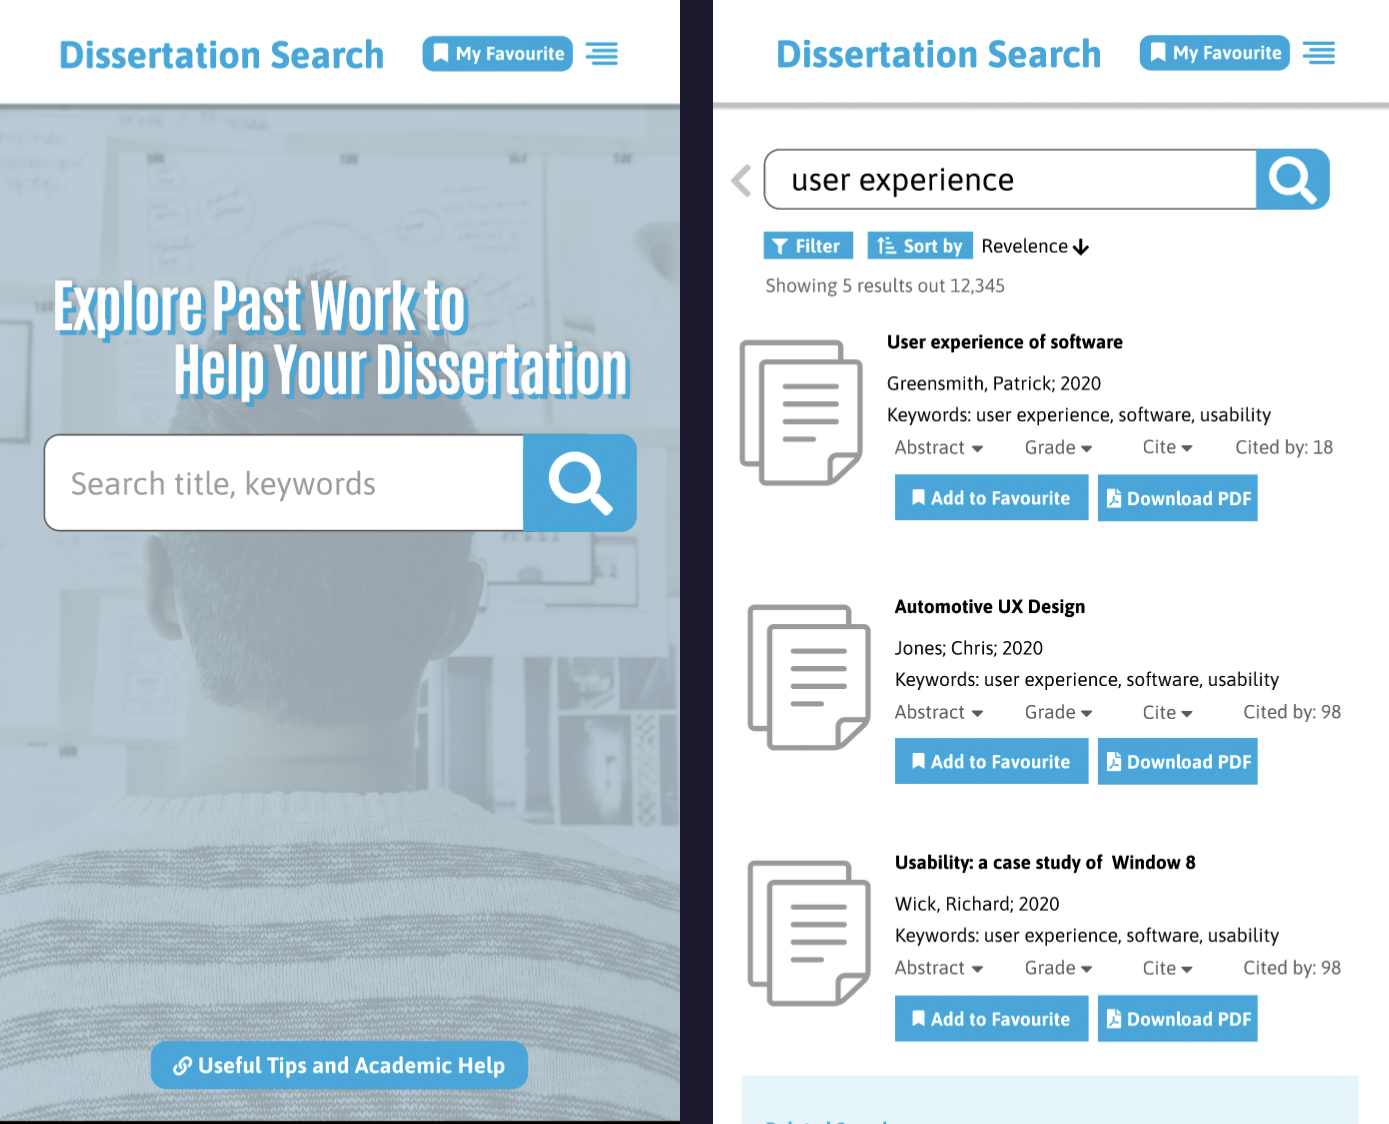 Dissertation Search
My Favourite
Explore Past Work to
Help Your Dissertation
Search title, keywords
Useful Tips and Academic Help
Dissertation Search
My Favourite
user experience
Filter
Sort by
Revelence
Showing 5 results out 12,345
User experience of software
Greensmith, Patrick; 2020
Keywords: user experience, software, usability
Abstract Grade Cite Cited by: 18
Add to Favourite Download PDF
Automotive UX Design
Jones; Chris; 2020
Keywords: user experience, software, usability
Abstract Grade Cite Cited by: 98
Add to Favourite Download PDF
Usability: a case study of Window 8
Wick, Richard; 2020
Keywords: user experience, software, usability
Abstract Grade Cite Cited by: 98
Add to Favourite Download PDF